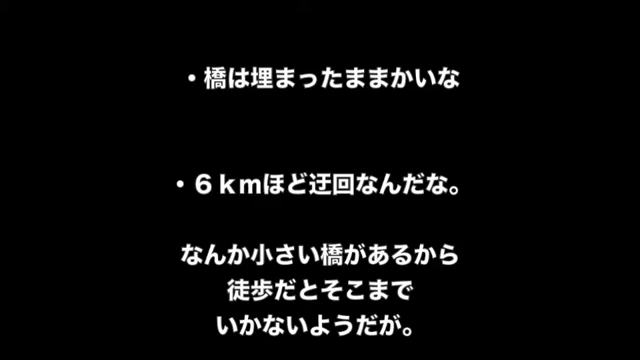 ・橋は埋まったままかいな
・６ｋｍほど迂回なんだな。
なんか小さい橋があるから
徒歩だとそこまで
いかないようだが。